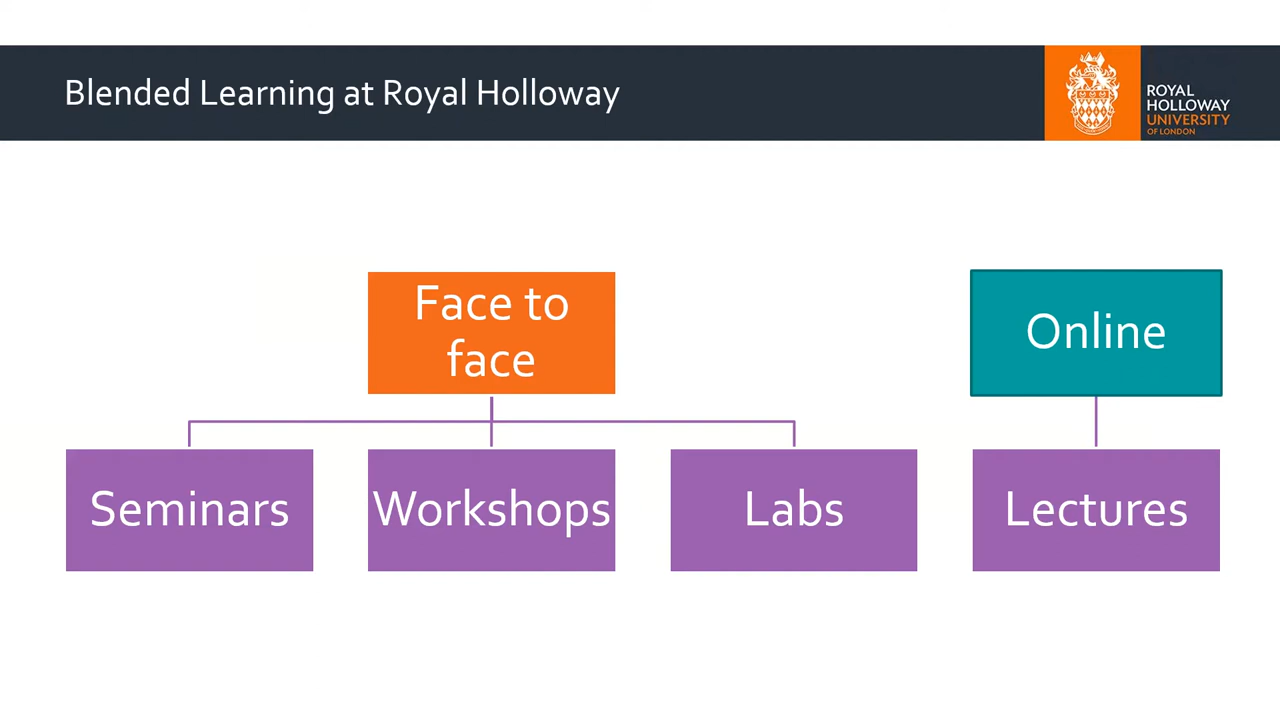 Blended Learning at Royal Holloway
ROYAL
HOLLOWAY
UNIVERSITY
OF LONDON
Face to
face
Online
Seminars
Workshops
Labs
Lectures